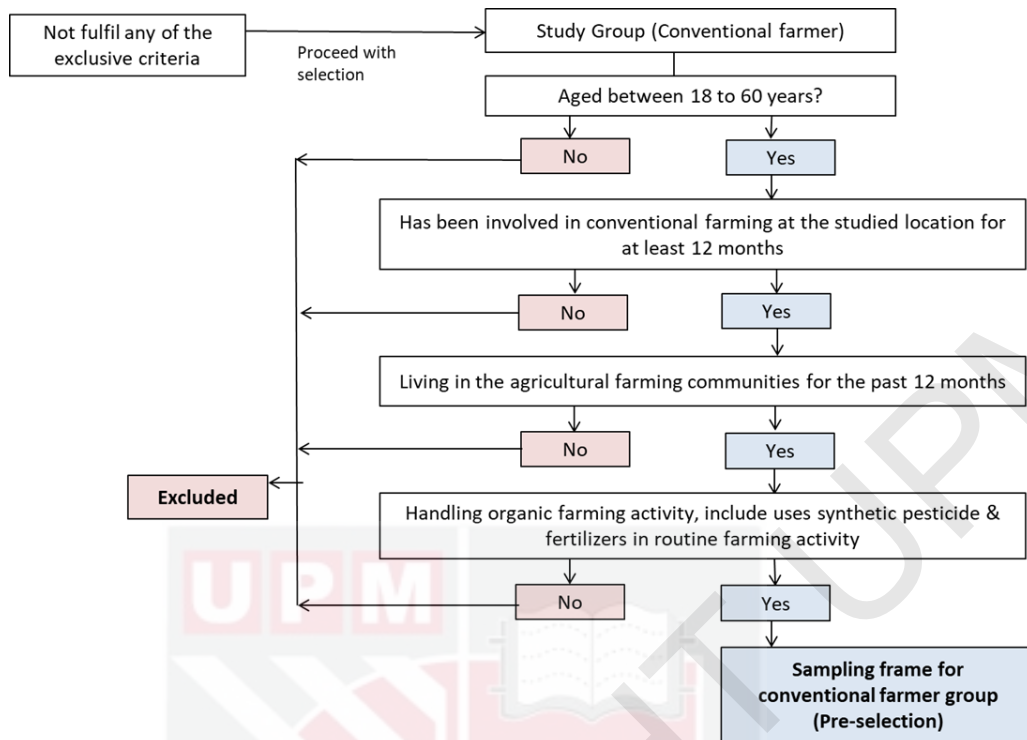 Not fulfil any of the
exclusive criteria
Proceed with
selection
Study Group (Conventional farmer)
Aged between 18 to 60 years?
No
Yes
Has been involved in conventional farming at the studied location for
at least 12 months
No
Yes
Living in the agricultural farming communities for the past 12 months
No
Yes
Excluded
Handling organic farming activity, include uses synthetic pesticide &
fertilizers in routine farming activity
No
Yes
Sampling frame for
conventional farmer group
(Pre-selection)
UPM
HT UPM